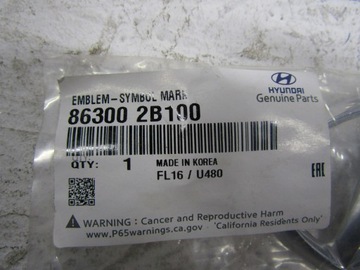 HYUNDAI
Genuine Parts
EMBLEM-SYMBOL MARK
86300 2B100
QTY: 1
MADE IN KOREA
FL16 / U480
EAC
WARNING : Cancer and Reproductive Harm
www.P65warnings.ca.gov 'California Residents Only'